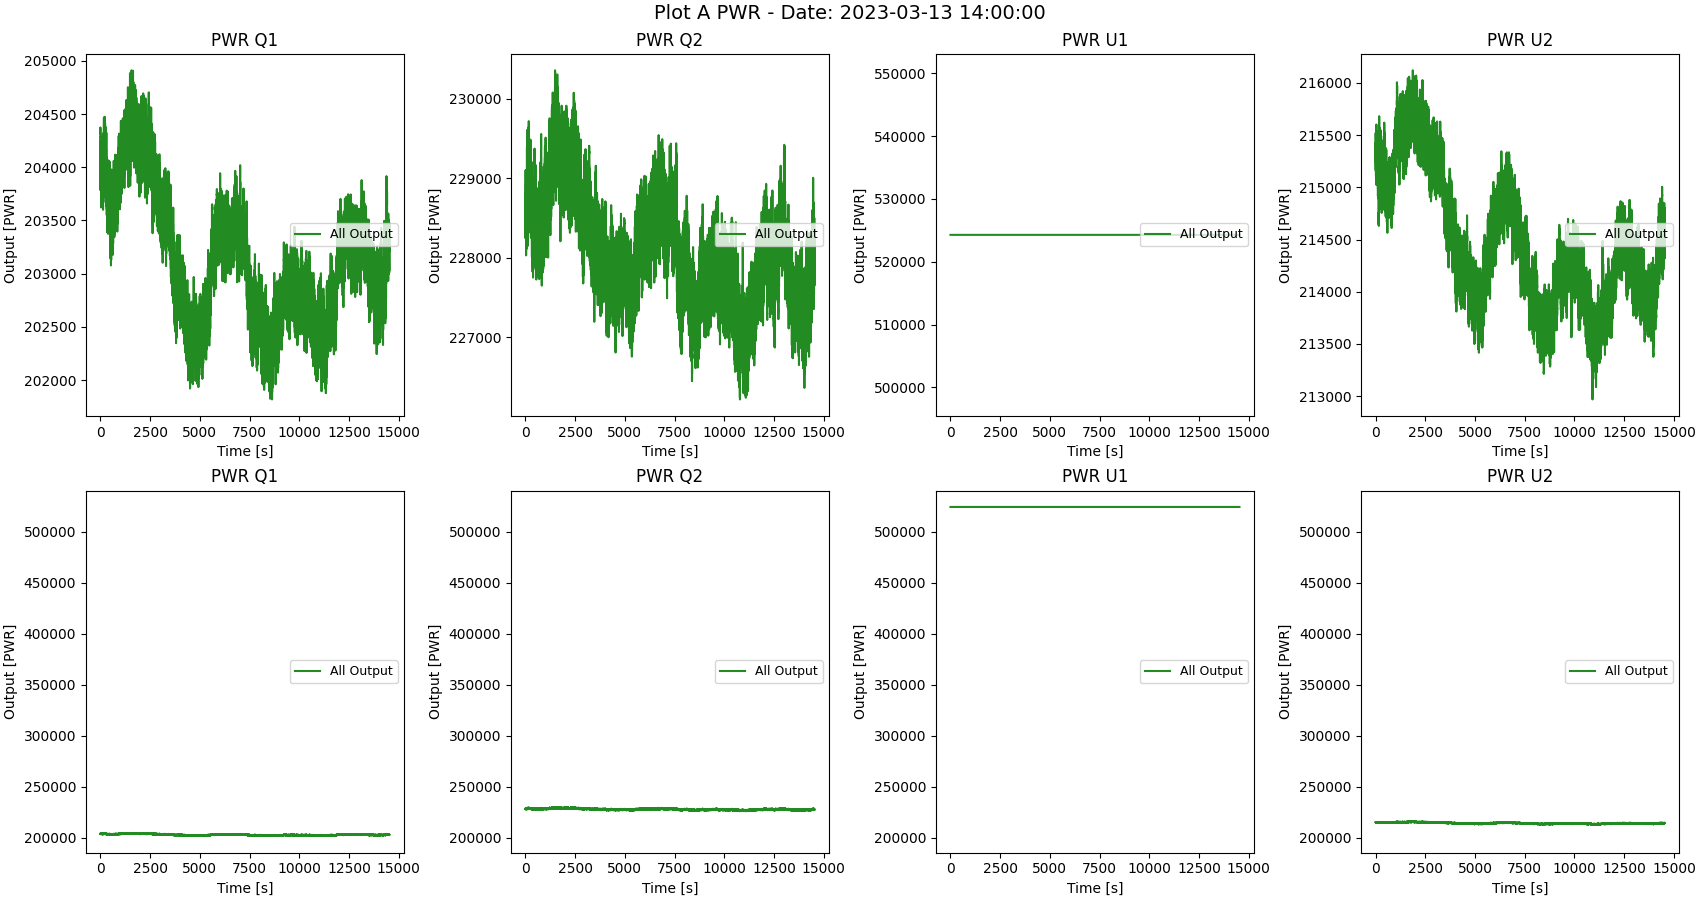 Plot A PWR - Date: 2023-03-13 14:00:00
PWR Q1
PWR Q2
PWR U1
PWR U2
Output [PWR]
205000
204500
204000
203500
203000
202500
202000
All Output
0 2500 5000 7500 10000 12500 15000
Time [s]
Output [PWR]
230000
229000
228000
227000
All Output
0 2500 5000 7500 10000 12500 15000
Time [s]
Output [PWR]
550000
540000
530000
520000
510000
500000
All Output
0 2500 5000 7500 10000 12500 15000
Time [s]
Output [PWR]
216000
215500
215000
214500
214000
213500
213000
All Output
0 2500 5000 7500 10000 12500 15000
Time [s]
PWR Q1
PWR Q2
PWR U1
PWR U2
Output [PWR]
500000
450000
400000
350000
300000
250000
200000
All Output
0 2500 5000 7500 10000 12500 15000
Time [s]
Output [PWR]
500000
450000
400000
350000
300000
250000
200000
All Output
0 2500 5000 7500 10000 12500 15000
Time [s]
Output [PWR]
500000
450000
400000
350000
300000
250000
200000
All Output
0 2500 5000 7500 10000 12500 15000
Time [s]
Output [PWR]
500000
450000
400000
350000
300000
250000
200000
All Output
0 2500 5000 7500 10000 12500 15000
Time [s]